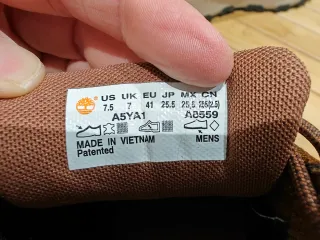 US UK EU JP MX CN
7.5 7 41 25.5 25.5 255(2.5)
A5YA1 A8559
MADE IN VIETNAM MENS
Patented